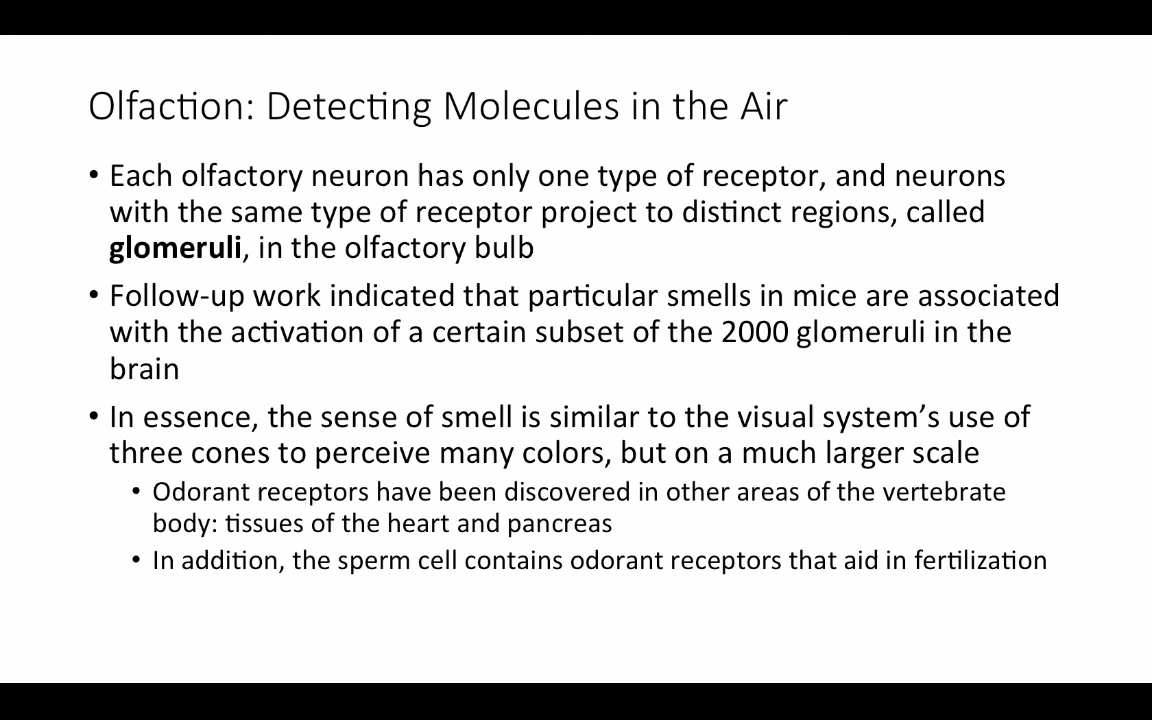 Olfaction: Detecting Molecules in the Air
• Each olfactory neuron has only one type of receptor, and neurons
with the same type of receptor project to distinct regions, called
glomeruli, in the olfactory bulb
• Follow-up work indicated that particular smells in mice are associated
with the activation of a certain subset of the 2000 glomeruli in the
brain
• In essence, the sense of smell is similar to the visual system’s use of
three cones to perceive many colors, but on a much larger scale
• Odorant receptors have been discovered in other areas of the vertebrate
body: tissues of the heart and pancreas
• In addition, the sperm cell contains odorant receptors that aid in fertilization